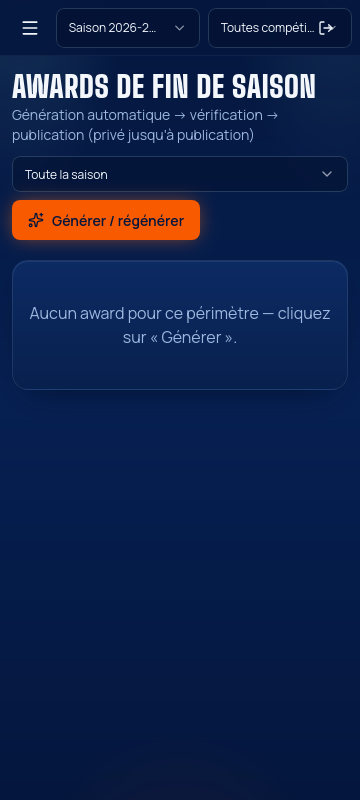 Saison 2026-2...
Toutes compéti...
AWARDS DE FIN DE SAISON
Génération automatique → vérification →
publication (privé jusqu'à publication)
Toute la saison
Générer / régénérer
Aucun award pour ce périmètre — cliquez
sur « Générer ».